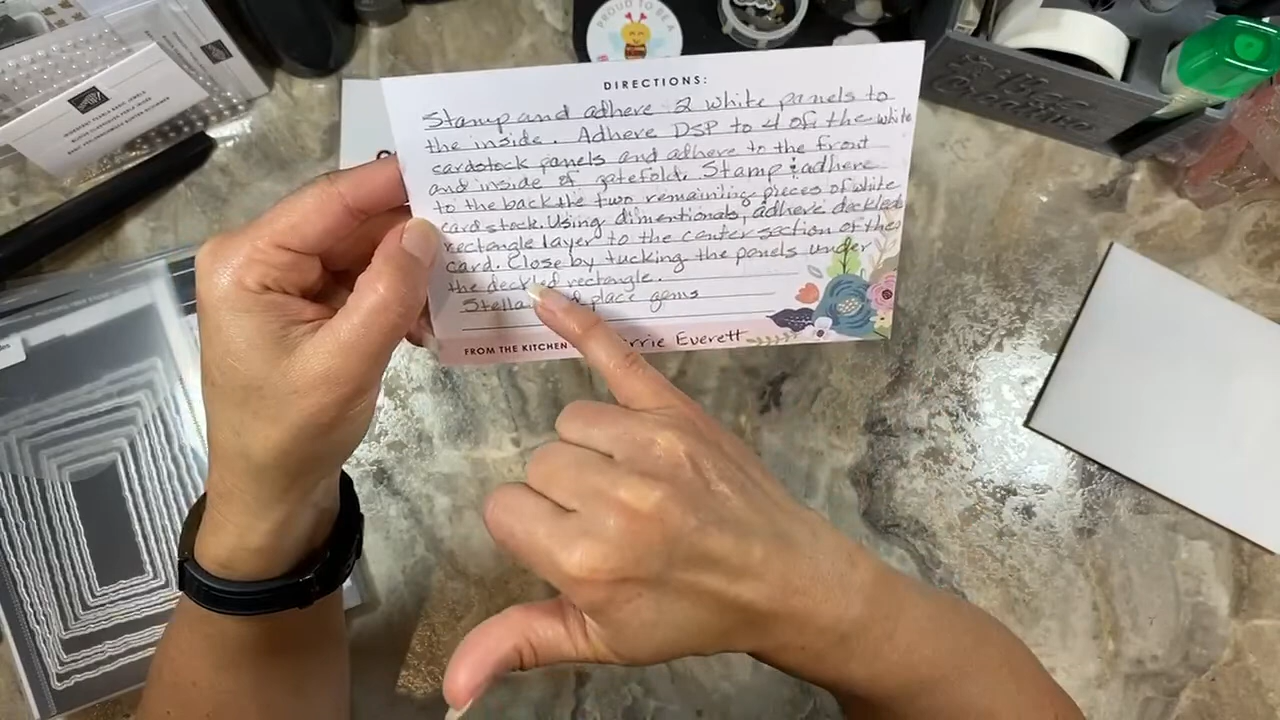 PROUD TO BE A
DIRECTIONS:
Stamp and adhere 2 white panels to
the inside. Adhere DSP to 4 of the white
cardstock panels and adhere to the front
and inside of gatefold. Stamp & adhere
to the back the two remaining pieces of white
card stock. Using dimentionals, adhere deckled
rectangle layer to the center section of the
card. Close by tucking the panels under
the deckled rectangle.
Stella place gems
FROM THE KITCHEN rrie Everett